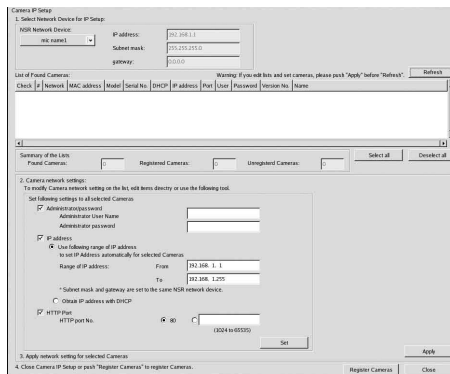 Camera IP Setup
1. Select Network Device for IP Setup:
NSR Network Device:
mic name1
IP address:
192.168.1.1
Subnet mask:
255.255.255.0
gateway:
0.0.0.0
List of Found Cameras:
Warning: If you edit lists and set cameras, please push "Apply" before "Refresh".
Refresh
Check # Network MAC address Model Serial No. DHCP IP address Port User Password Version No. Name
Summary of the Lists
Found Cameras: 0 Registered Cameras: 0 Unregisterd Cameras: 0
Select all
Deselect all
2. Camera network settings:
To modify Camera network setting on the list, edit items directry or use the following tool.
Set following settings to all selected Cameras
Administrator/password
Administrator User Name
Administrator password
IP address
Use following range of IP address
to set IP Address automatically for selected Cameras
Range of IP address: From 192.168. 1. 1
To 192.168. 1.255
* Subnet mask and gateway are set to the same NSR network device.
Obtain IP address with DHCP
HTTP Port
HTTP port No. 80
(1024 to 65535)
Set
3. Apply network setting for selected Cameras
Apply
4. Close Camera IP Setup or push "Register Cameras" to register Cameras.
Register Cameras
Close